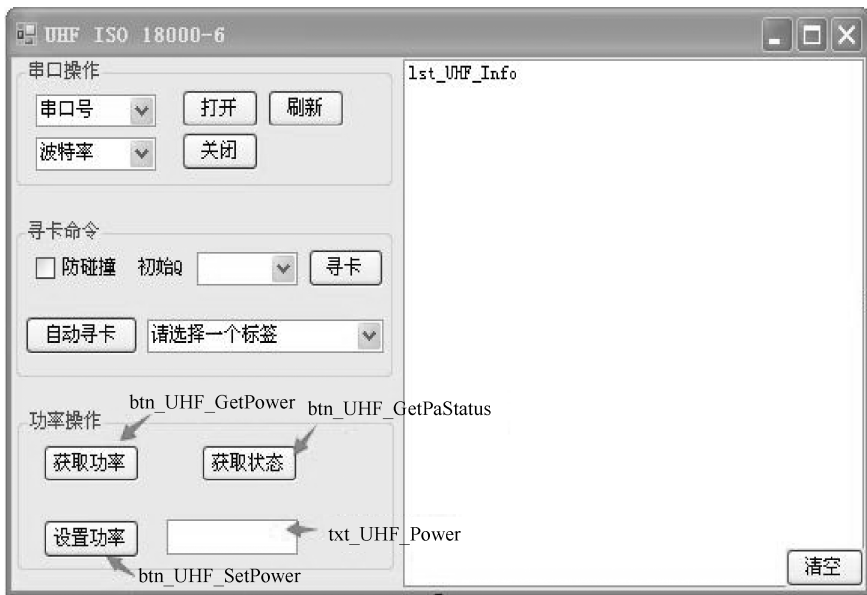 UHF ISO 18000-6
串口操作
串口号
打开
刷新
波特率
关闭
lst_UHF_Info
寻卡命令
防碰撞
初始Q
寻卡
自动寻卡
请选择一个标签
功率操作
btn_UHF_GetPower
btn_UHF_GetPaStatus
获取功率
获取状态
设置功率
txt_UHF_Power
btn_UHF_SetPower
清空